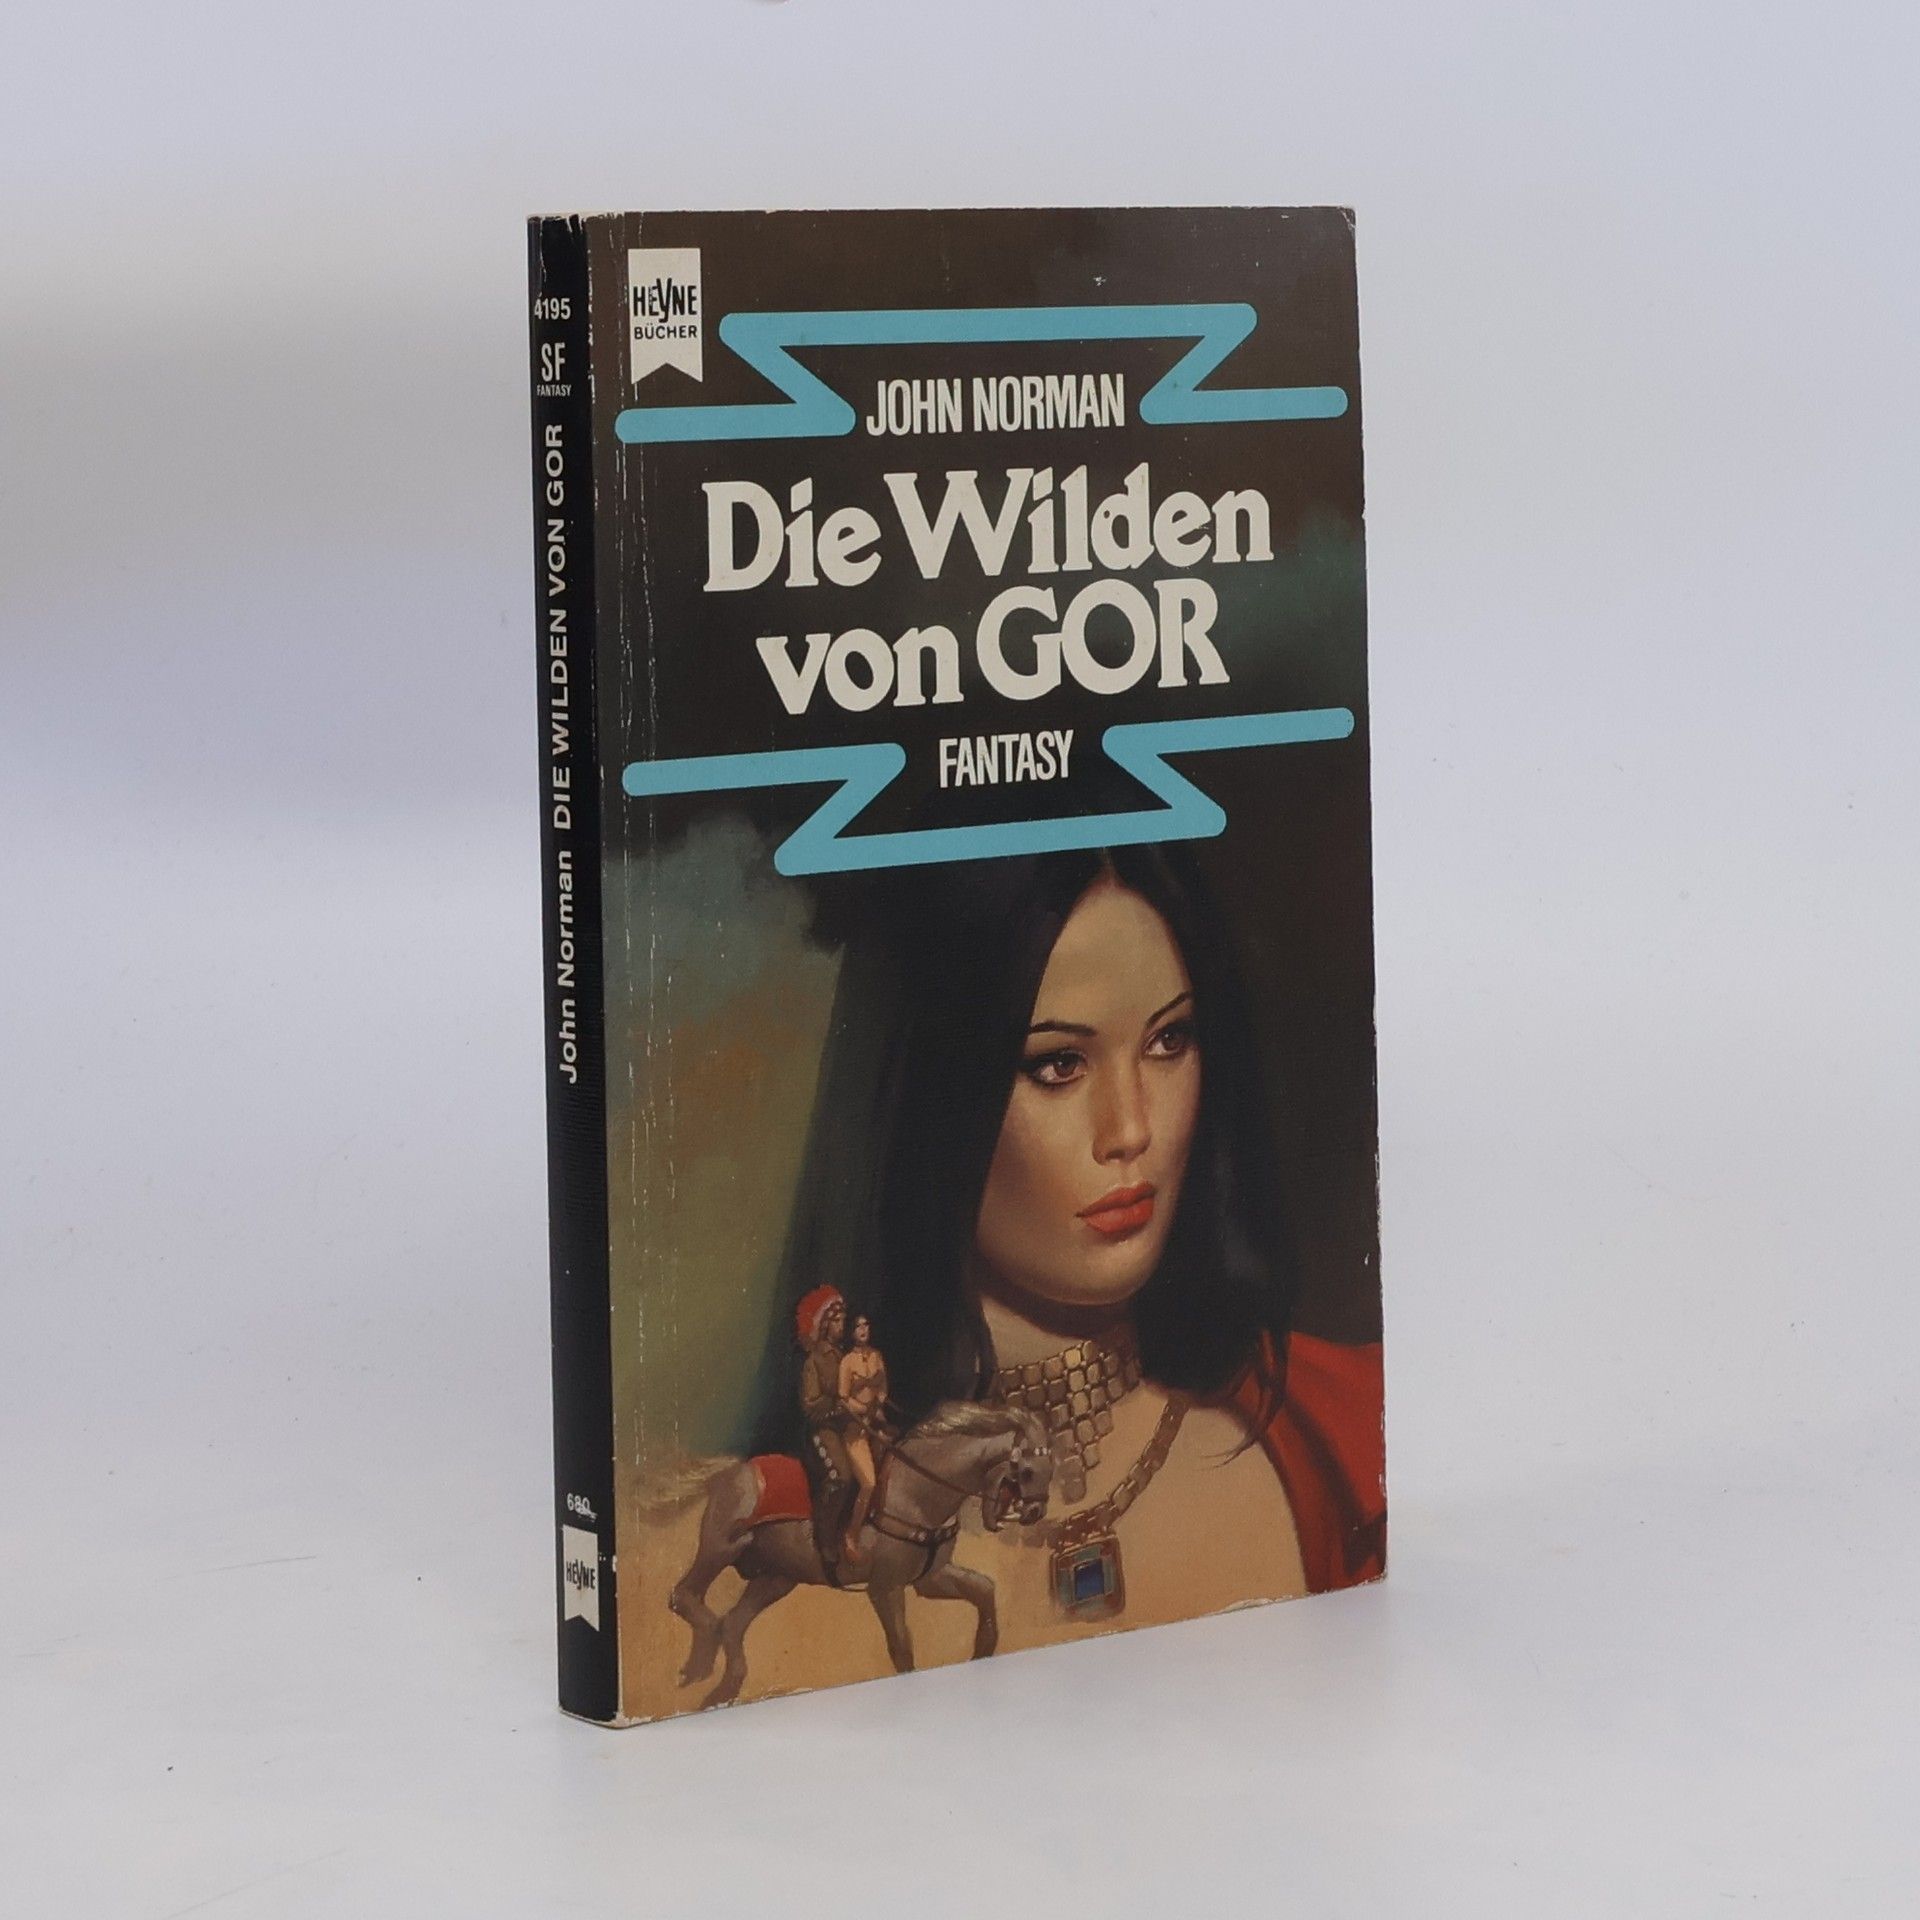 HEYNE
BÜCHER
JOHN NORMAN
Die Wilden
von GOR
FANTASY
4195
SF
FANTASY
John Norman DIE WILDEN VON GOR
680
HEYNE